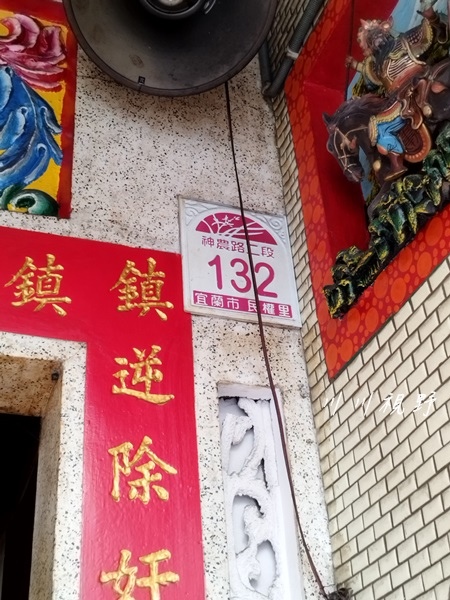 神農路二段
132
宜蘭市 民權里
鎮
鎮逆除奸